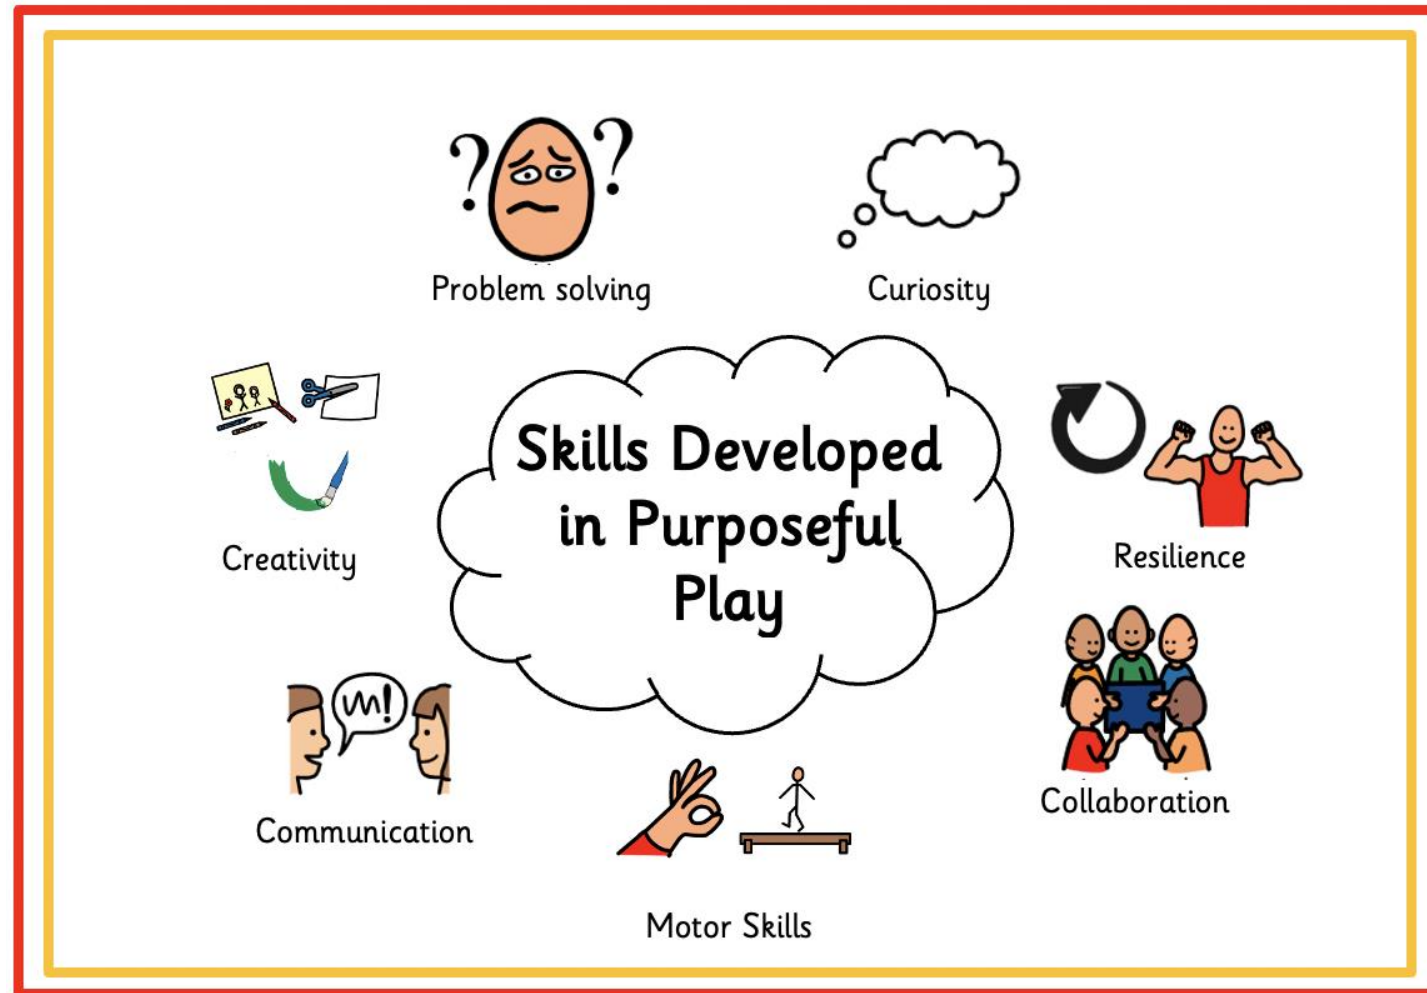 ? ?
Problem solving
Curiosity
Skills Developed
in Purposeful
Play
Creativity
Resilience
m!
Communication
Collaboration
Motor Skills